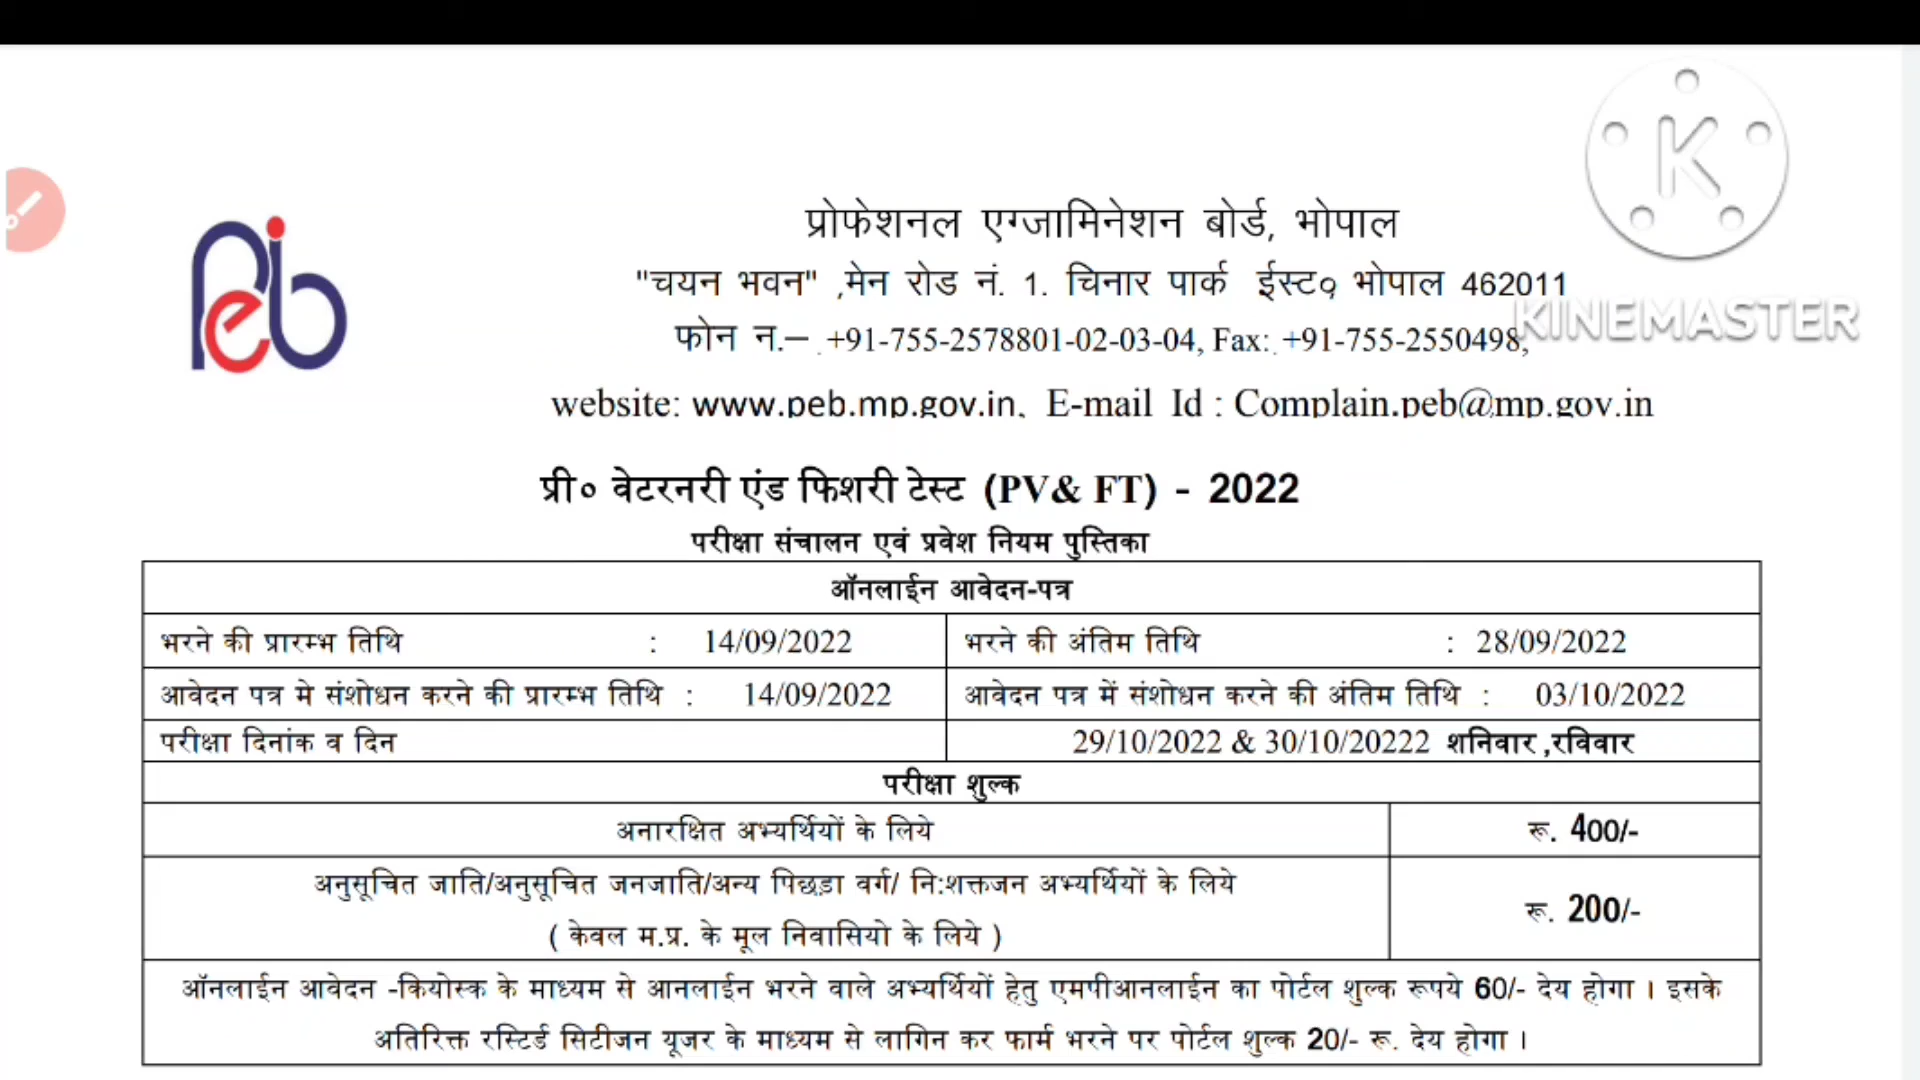 Peb
K
KINEMASTER
प्रोफेशनल एग्जामिनेशन बोर्ड, भोपाल
"चयन भवन" ,मेन रोड नं. 1. चिनार पार्क ईस्ट९ भोपाल 462011
फोन न.– +91-755-2578801-02-03-04, Fax: +91-755-2550498,
website: www.peb.mp.gov.in, E-mail Id : Complain.peb@mp.gov.in
प्री० वेटरनरी एंड फिशरी टेस्ट (PV& FT) - 2022
परीक्षा संचालन एवं प्रवेश नियम पुस्तिका
ऑनलाईन आवेदन-पत्र
भरने की प्रारम्भ तिथि : 14/09/2022 भरने की अंतिम तिथि : 28/09/2022
आवेदन पत्र मे संशोधन करने की प्रारम्भ तिथि : 14/09/2022 आवेदन पत्र में संशोधन करने की अंतिम तिथि : 03/10/2022
परीक्षा दिनांक व दिन 29/10/2022 & 30/10/20222 शनिवार ,रविवार
परीक्षा शुल्क
अनारक्षित अभ्यर्थियों के लिये रू. 400/-
अनुसूचित जाति/अनुसूचित जनजाति/अन्य पिछड़ा वर्ग/ नि:शक्तजन अभ्यर्थियों के लिये
( केवल म.प्र. के मूल निवासियो के लिये ) रू. 200/-
ऑनलाईन आवेदन -कियोस्क के माध्यम से आनलाईन भरने वाले अभ्यर्थियों हेतु एमपीआनलाईन का पोर्टल शुल्क रूपये 60/- देय होगा । इसके
अतिरिक्त रस्टिर्ड सिटीजन यूजर के माध्यम से लागिन कर फार्म भरने पर पोर्टल शुल्क 20/- रू. देय होगा ।